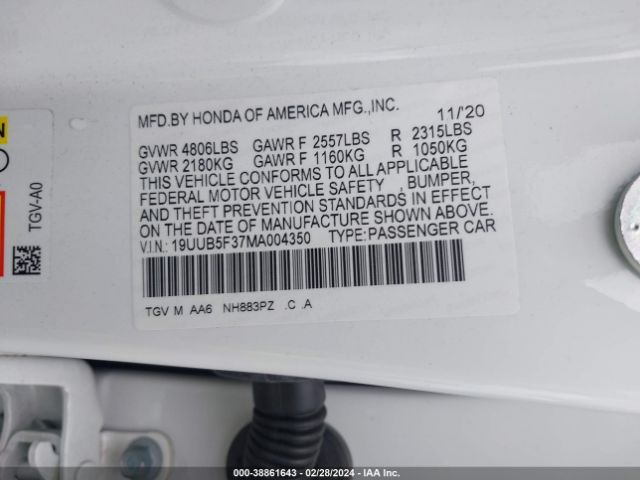 MFD.BY HONDA OF AMERICA MFG.,INC. 11/'20
GVWR 4806LBS GAWR F 2557LBS R 2315LBS
GVWR 2180KG GAWR F 1160KG R 1050KG
THIS VEHICLE CONFORMS TO ALL APPLICABLE
FEDERAL MOTOR VEHICLE SAFETY , BUMPER,
AND THEFT PREVENTION STANDARDS IN EFFECT
ON THE DATE OF MANUFACTURE SHOWN ABOVE.
V.I.N.: 19UUB5F37MA004350 TYPE:PASSENGER CAR
TGV M AA6 NH883PZ .C .A
TGV-A0
000-38861643 - 02/28/2024 - IAA Inc.